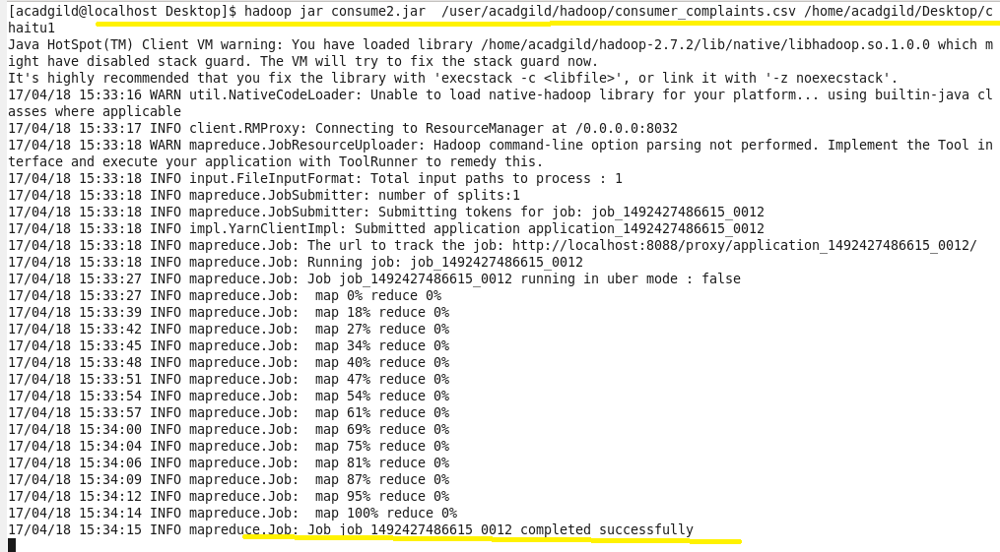 [acadgild@localhost Desktop]$ hadoop jar consume2.jar  /user/acadgild/hadoop/consumer_complaints.csv /home/acadgild/Desktop/c
haitu1
Java HotSpot(TM) Client VM warning: You have loaded library /home/acadgild/hadoop-2.7.2/lib/native/libhadoop.so.1.0.0 which m
ight have disabled stack guard. The VM will try to fix the stack guard now.
It's highly recommended that you fix the library with 'execstack -c <libfile>', or link it with '-z noexecstack'.
17/04/18 15:33:16 WARN util.NativeCodeLoader: Unable to load native-hadoop library for your platform... using builtin-java cl
asses where applicable
17/04/18 15:33:17 INFO client.RMProxy: Connecting to ResourceManager at /0.0.0.0:8032
17/04/18 15:33:18 WARN mapreduce.JobResourceUploader: Hadoop command-line option parsing not performed. Implement the Tool in
terface and execute your application with ToolRunner to remedy this.
17/04/18 15:33:18 INFO input.FileInputFormat: Total input paths to process : 1
17/04/18 15:33:18 INFO mapreduce.JobSubmitter: number of splits:1
17/04/18 15:33:18 INFO mapreduce.JobSubmitter: Submitting tokens for job: job_1492427486615_0012
17/04/18 15:33:18 INFO impl.YarnClientImpl: Submitted application application_1492427486615_0012
17/04/18 15:33:18 INFO mapreduce.Job: The url to track the job: http://localhost:8088/proxy/application_1492427486615_0012/
17/04/18 15:33:18 INFO mapreduce.Job: Running job: job_1492427486615_0012
17/04/18 15:33:27 INFO mapreduce.Job: Job job_1492427486615_0012 running in uber mode : false
17/04/18 15:33:27 INFO mapreduce.Job:  map 0% reduce 0%
17/04/18 15:33:39 INFO mapreduce.Job:  map 18% reduce 0%
17/04/18 15:33:42 INFO mapreduce.Job:  map 27% reduce 0%
17/04/18 15:33:45 INFO mapreduce.Job:  map 34% reduce 0%
17/04/18 15:33:48 INFO mapreduce.Job:  map 40% reduce 0%
17/04/18 15:33:51 INFO mapreduce.Job:  map 47% reduce 0%
17/04/18 15:33:54 INFO mapreduce.Job:  map 54% reduce 0%
17/04/18 15:33:57 INFO mapreduce.Job:  map 61% reduce 0%
17/04/18 15:34:00 INFO mapreduce.Job:  map 69% reduce 0%
17/04/18 15:34:04 INFO mapreduce.Job:  map 75% reduce 0%
17/04/18 15:34:06 INFO mapreduce.Job:  map 81% reduce 0%
17/04/18 15:34:09 INFO mapreduce.Job:  map 87% reduce 0%
17/04/18 15:34:12 INFO mapreduce.Job:  map 95% reduce 0%
17/04/18 15:34:14 INFO mapreduce.Job:  map 100% reduce 0%
17/04/18 15:34:15 INFO mapreduce.Job: Job job_1492427486615_0012 completed successfully